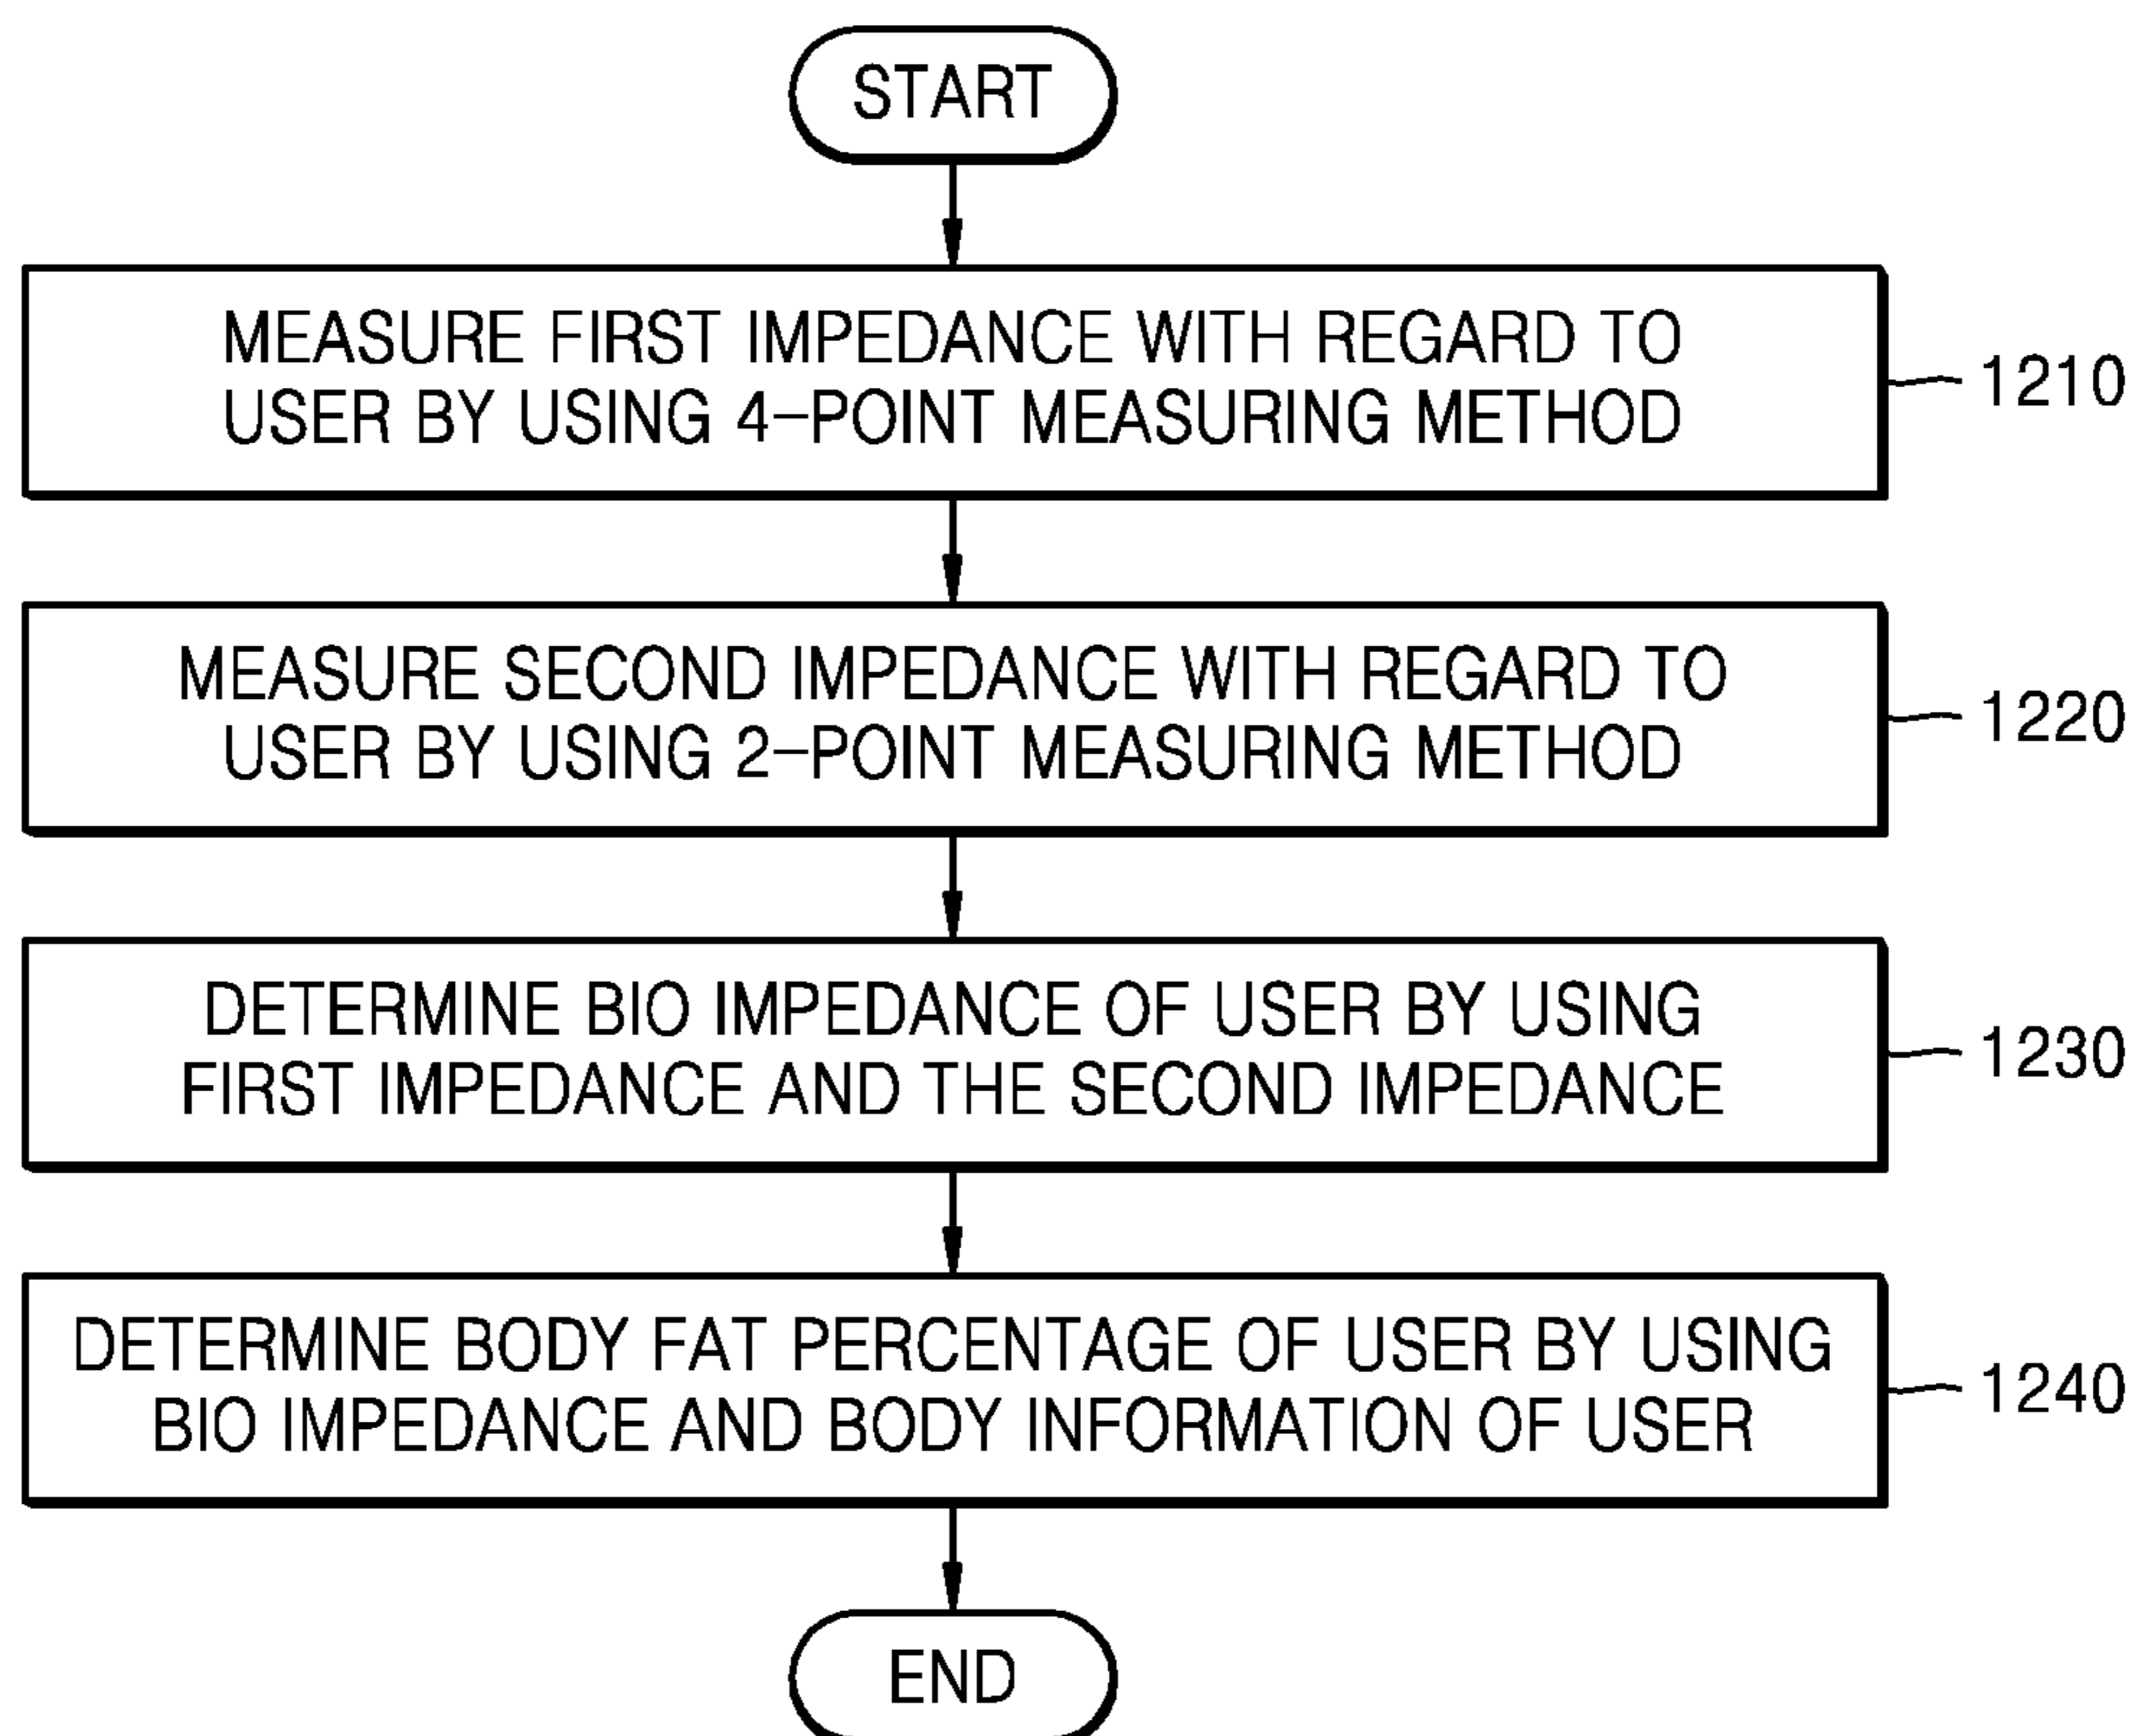 START
MEASURE FIRST IMPEDANCE WITH REGARD TO
USER BY USING 4-POINT MEASURING METHOD
1210
MEASURE SECOND IMPEDANCE WITH REGARD TO
USER BY USING 2-POINT MEASURING METHOD
1220
DETERMINE BIO IMPEDANCE OF USER BY USING
FIRST IMPEDANCE AND THE SECOND IMPEDANCE
1230
DETERMINE BODY FAT PERCENTAGE OF USER BY USING
BIO IMPEDANCE AND BODY INFORMATION OF USER
1240
END